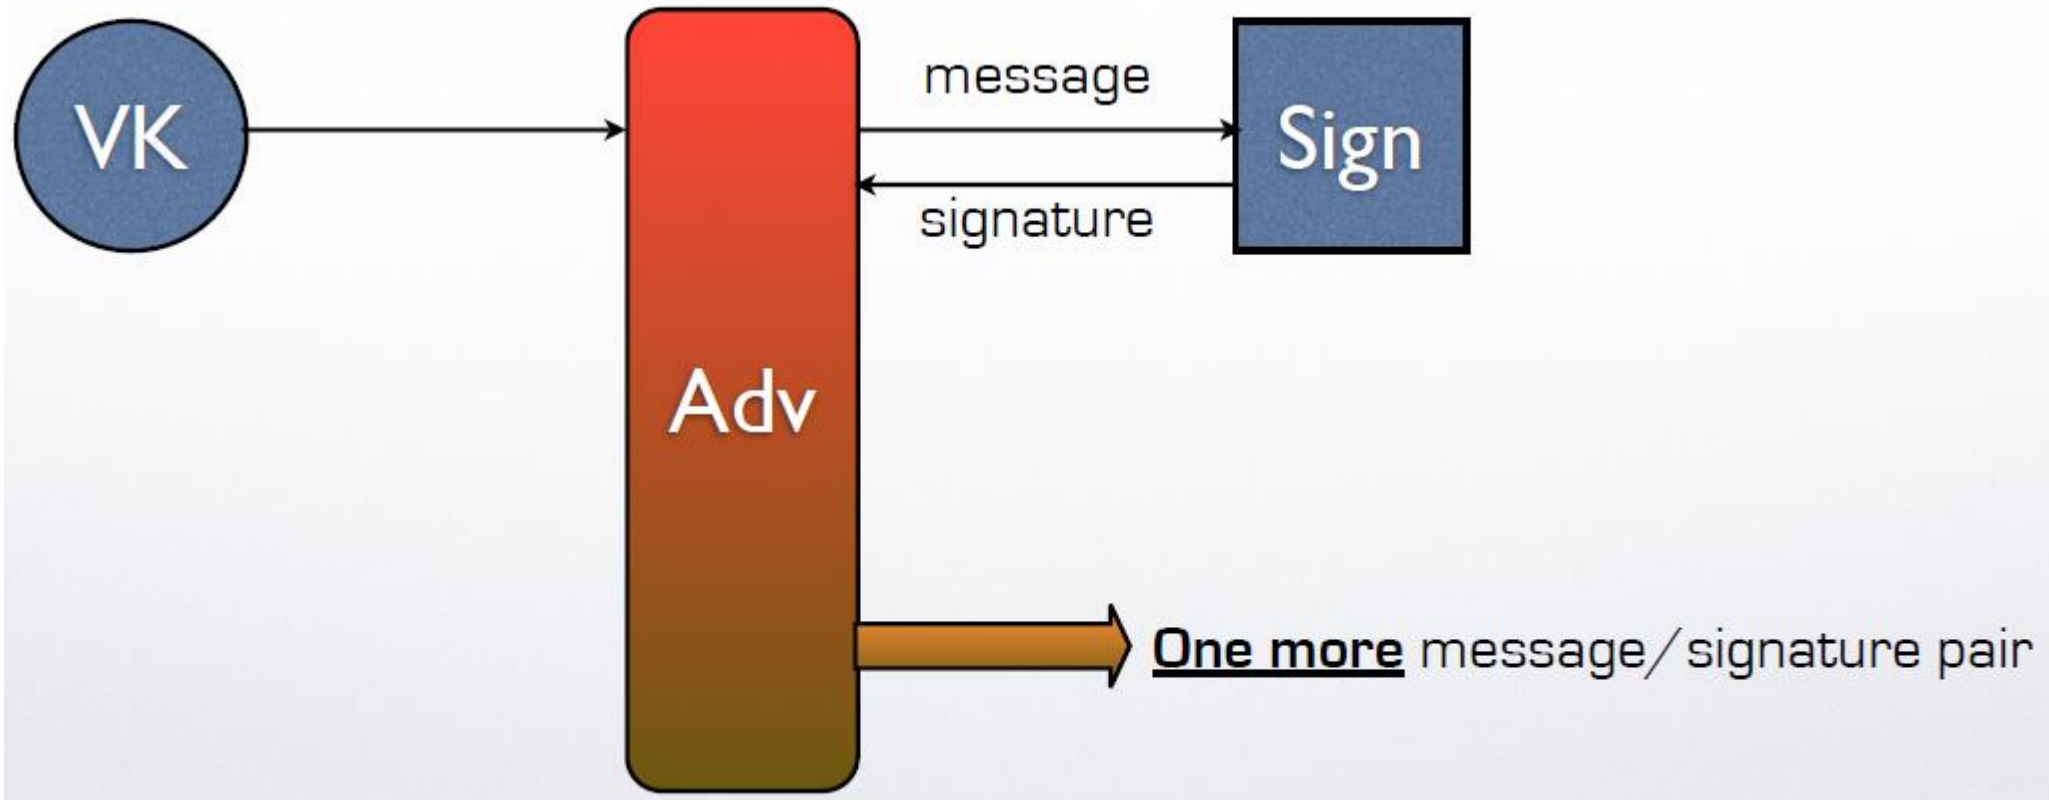 VK
message
Sign
signature
Adv
One more message/signature pair